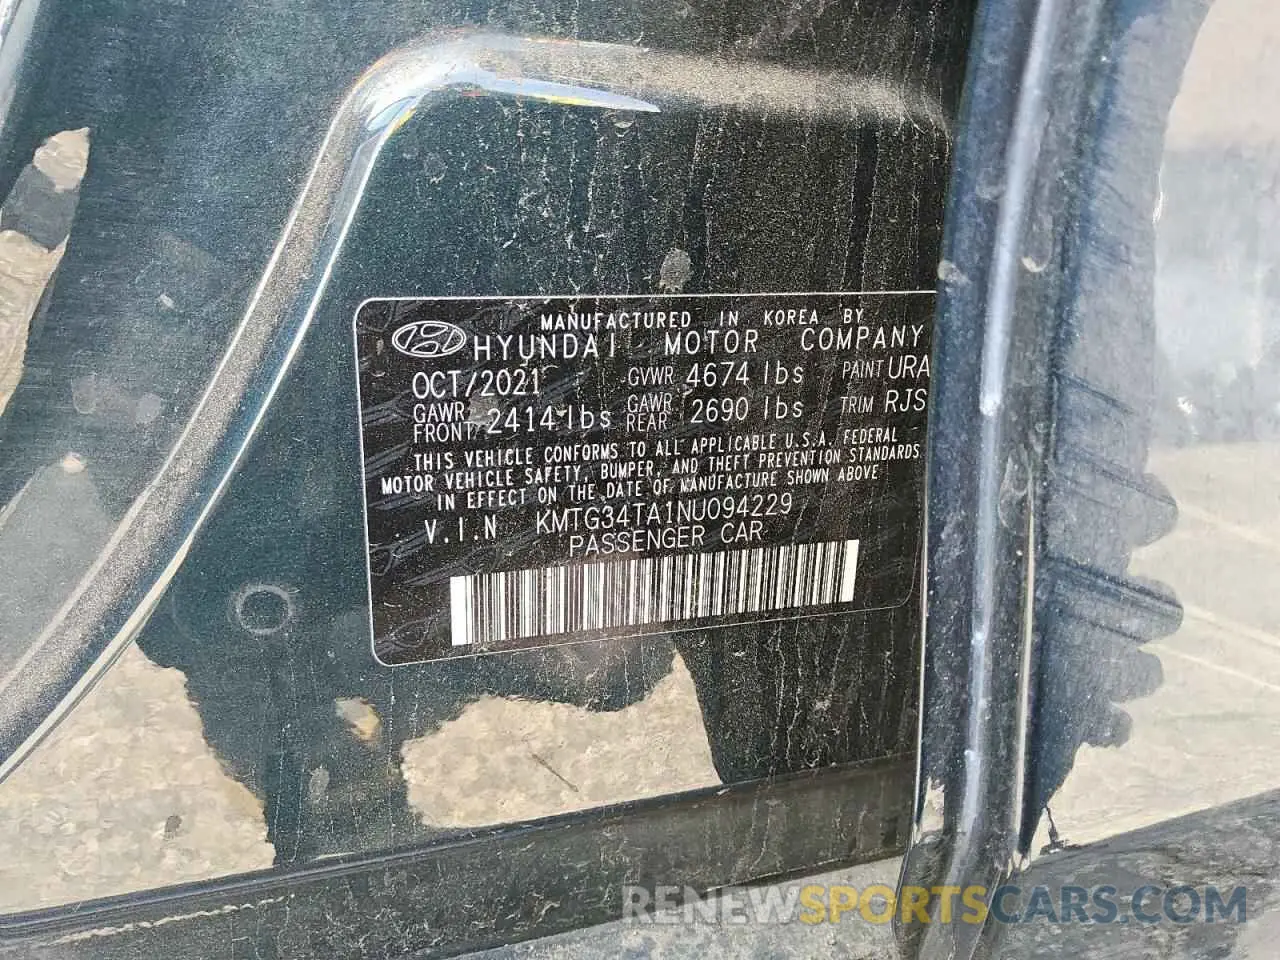 MANUFACTURED IN KOREA BY
HYUNDAI MOTOR COMPANY
OCT/2021 GVWR 4674 lbs PAINT URA
GAWR FRONT 2414 lbs GAWR REAR 2690 lbs TRIM RJS
THIS VEHICLE CONFORMS TO ALL APPLICABLE U.S.A. FEDERAL
MOTOR VEHICLE SAFETY, BUMPER, AND THEFT PREVENTION STANDARDS
IN EFFECT ON THE DATE OF MANUFACTURE SHOWN ABOVE
V.I.N KMTG34TA1NU094229
PASSENGER CAR
RENEWSPORTSCARS.COM